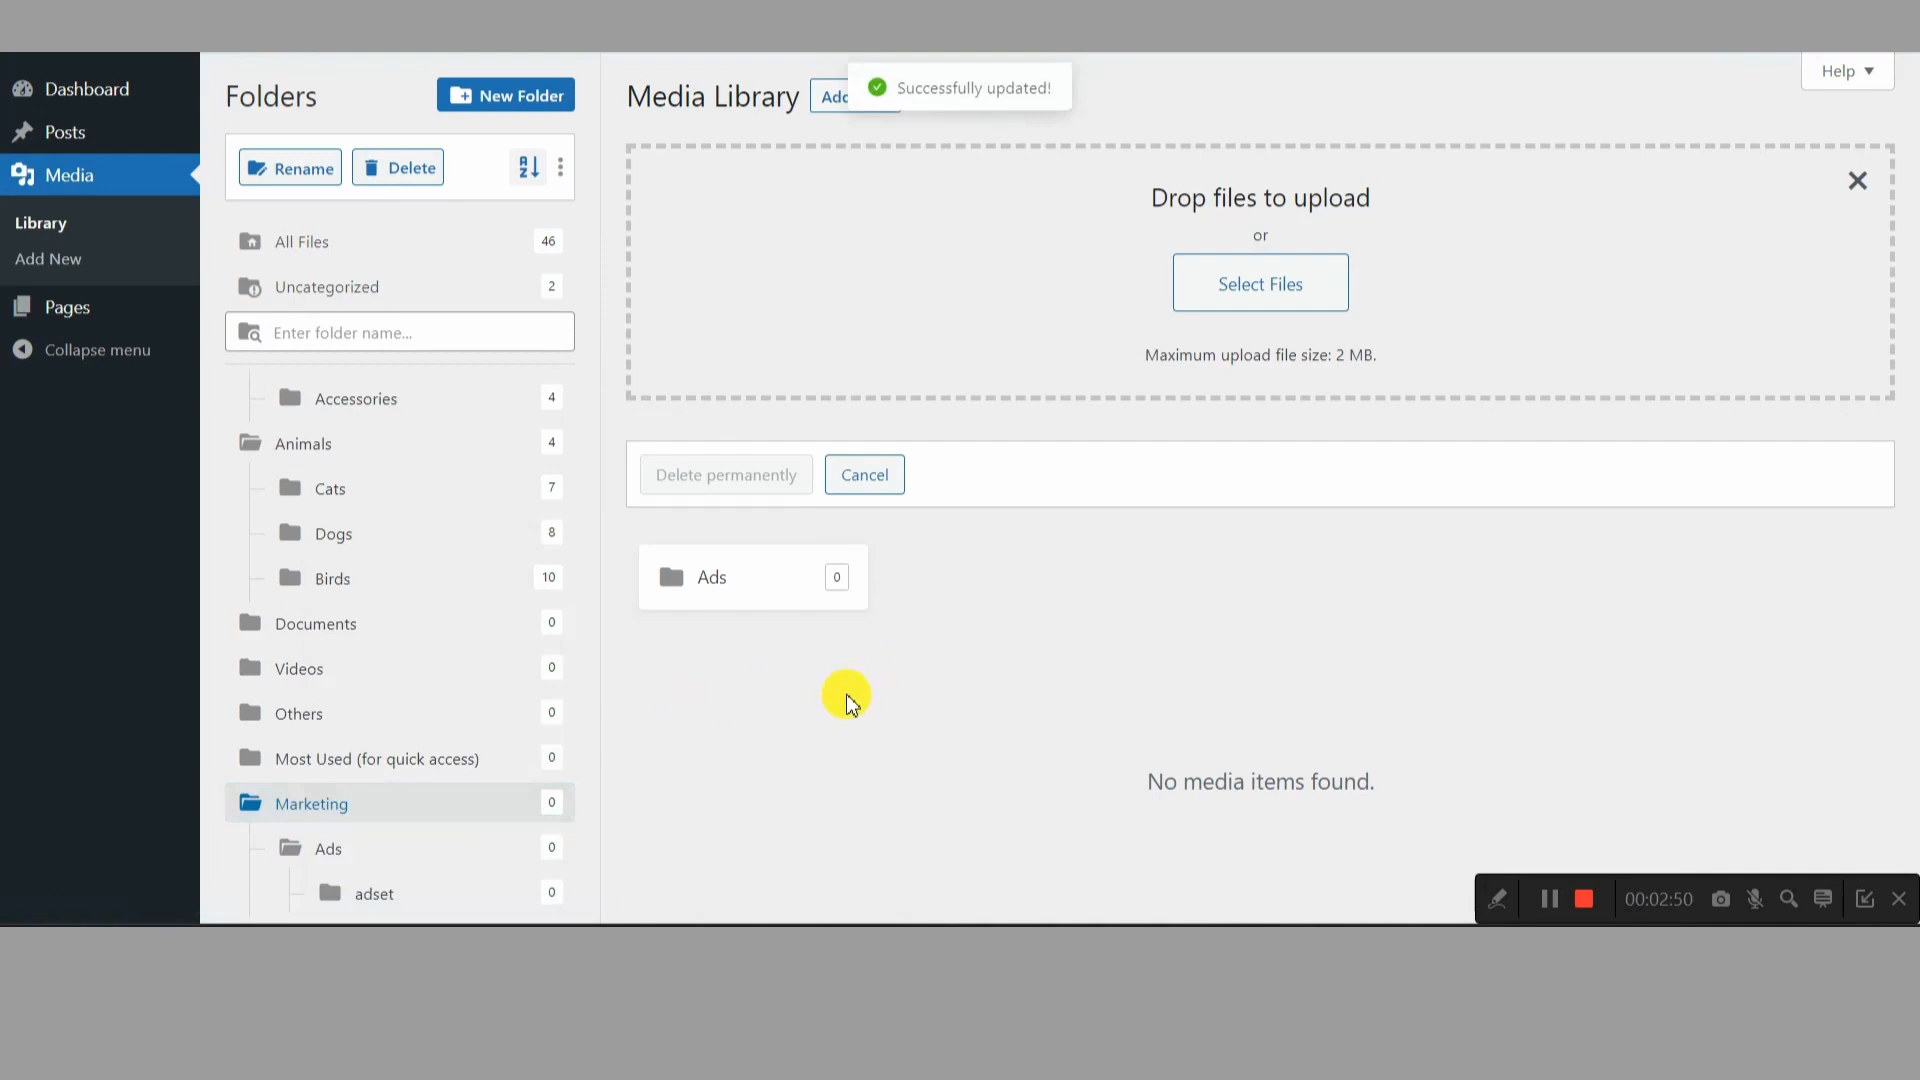 Dashboard
Posts
Media
Library
Add New
Pages
Collapse menu
Folders
New Folder
Rename
Delete
All Files 46
Uncategorized 2
Enter folder name...
Accessories 4
Animals 4
Cats 7
Dogs 8
Birds 10
Documents 0
Videos 0
Others 0
Most Used (for quick access) 0
Marketing 0
Ads 0
adset 0
Media Library
Add
Successfully updated!
Help
Drop files to upload
or
Select Files
Maximum upload file size: 2 MB.
Delete permanently
Cancel
Ads 0
No media items found.
00:02:50